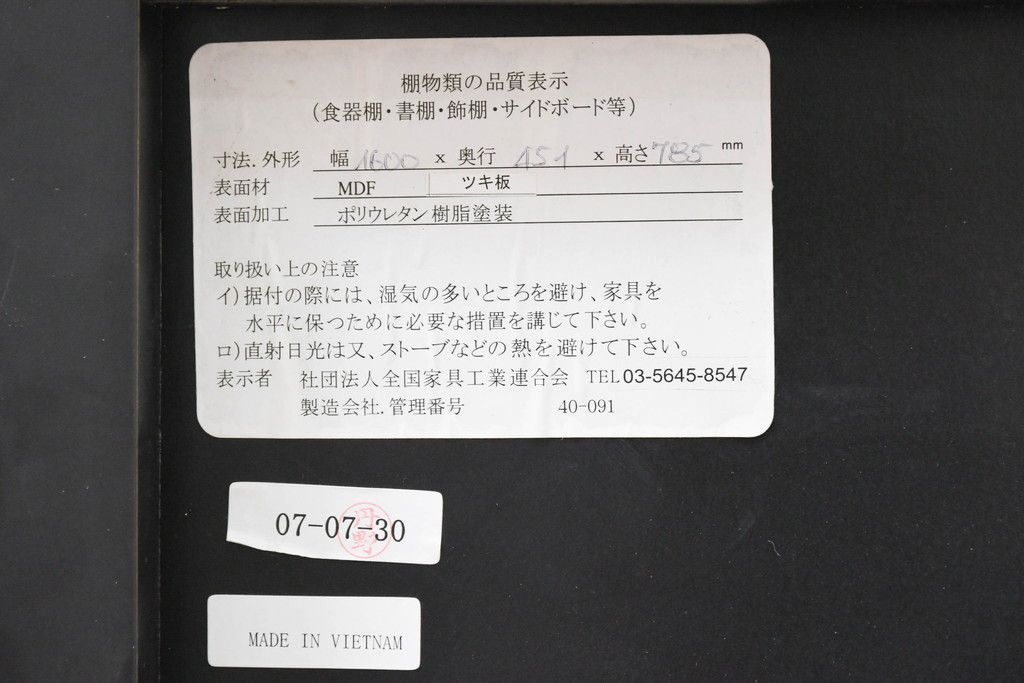 棚物類の品質表示
(食器棚・書棚・飾棚・サイドボード等)
寸法.外形 幅 1600 x 奥行 451 x 高さ 785 mm
表面材 MDF ツキ板
表面加工 ポリウレタン樹脂塗装
取り扱い上の注意
イ)据付の際には、湿気の多いところを避け、家具を
水平に保つために必要な措置を講じて下さい。
ロ)直射日光は又、ストーブなどの熱を避けて下さい。
表示者 社団法人全国家具工業連合会 TEL03-5645-8547
製造会社.管理番号 40-091
07-07-30
丹野
MADE IN VIETNAM